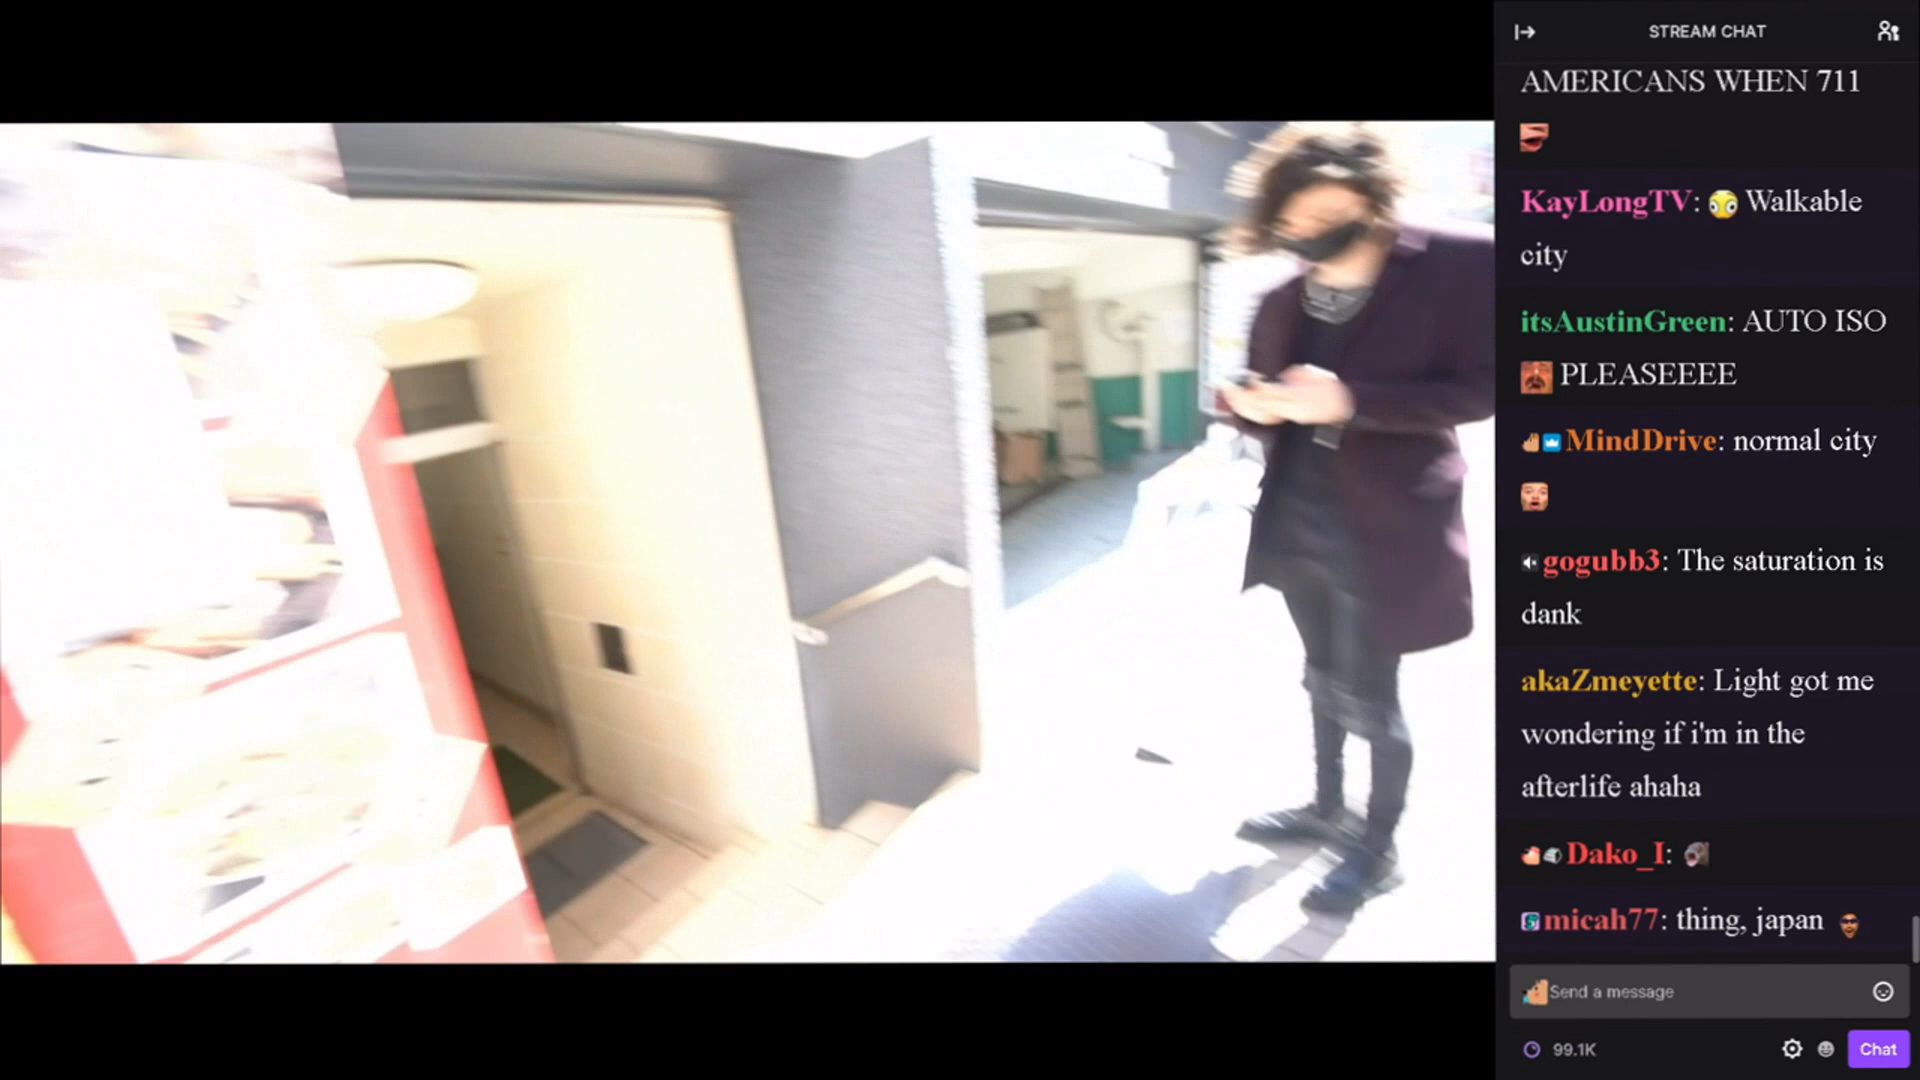 STREAM CHAT
AMERICANS WHEN 711
KayLongTV: Walkable
city
itsAustinGreen: AUTO ISO
PLEASEEEE
MindDrive: normal city
gogubb3: The saturation is
dank
akaZmeyette: Light got me
wondering if i'm in the
afterlife ahaha
Dako_I:
micah77: thing, japan
Send a message
99.1K
Chat